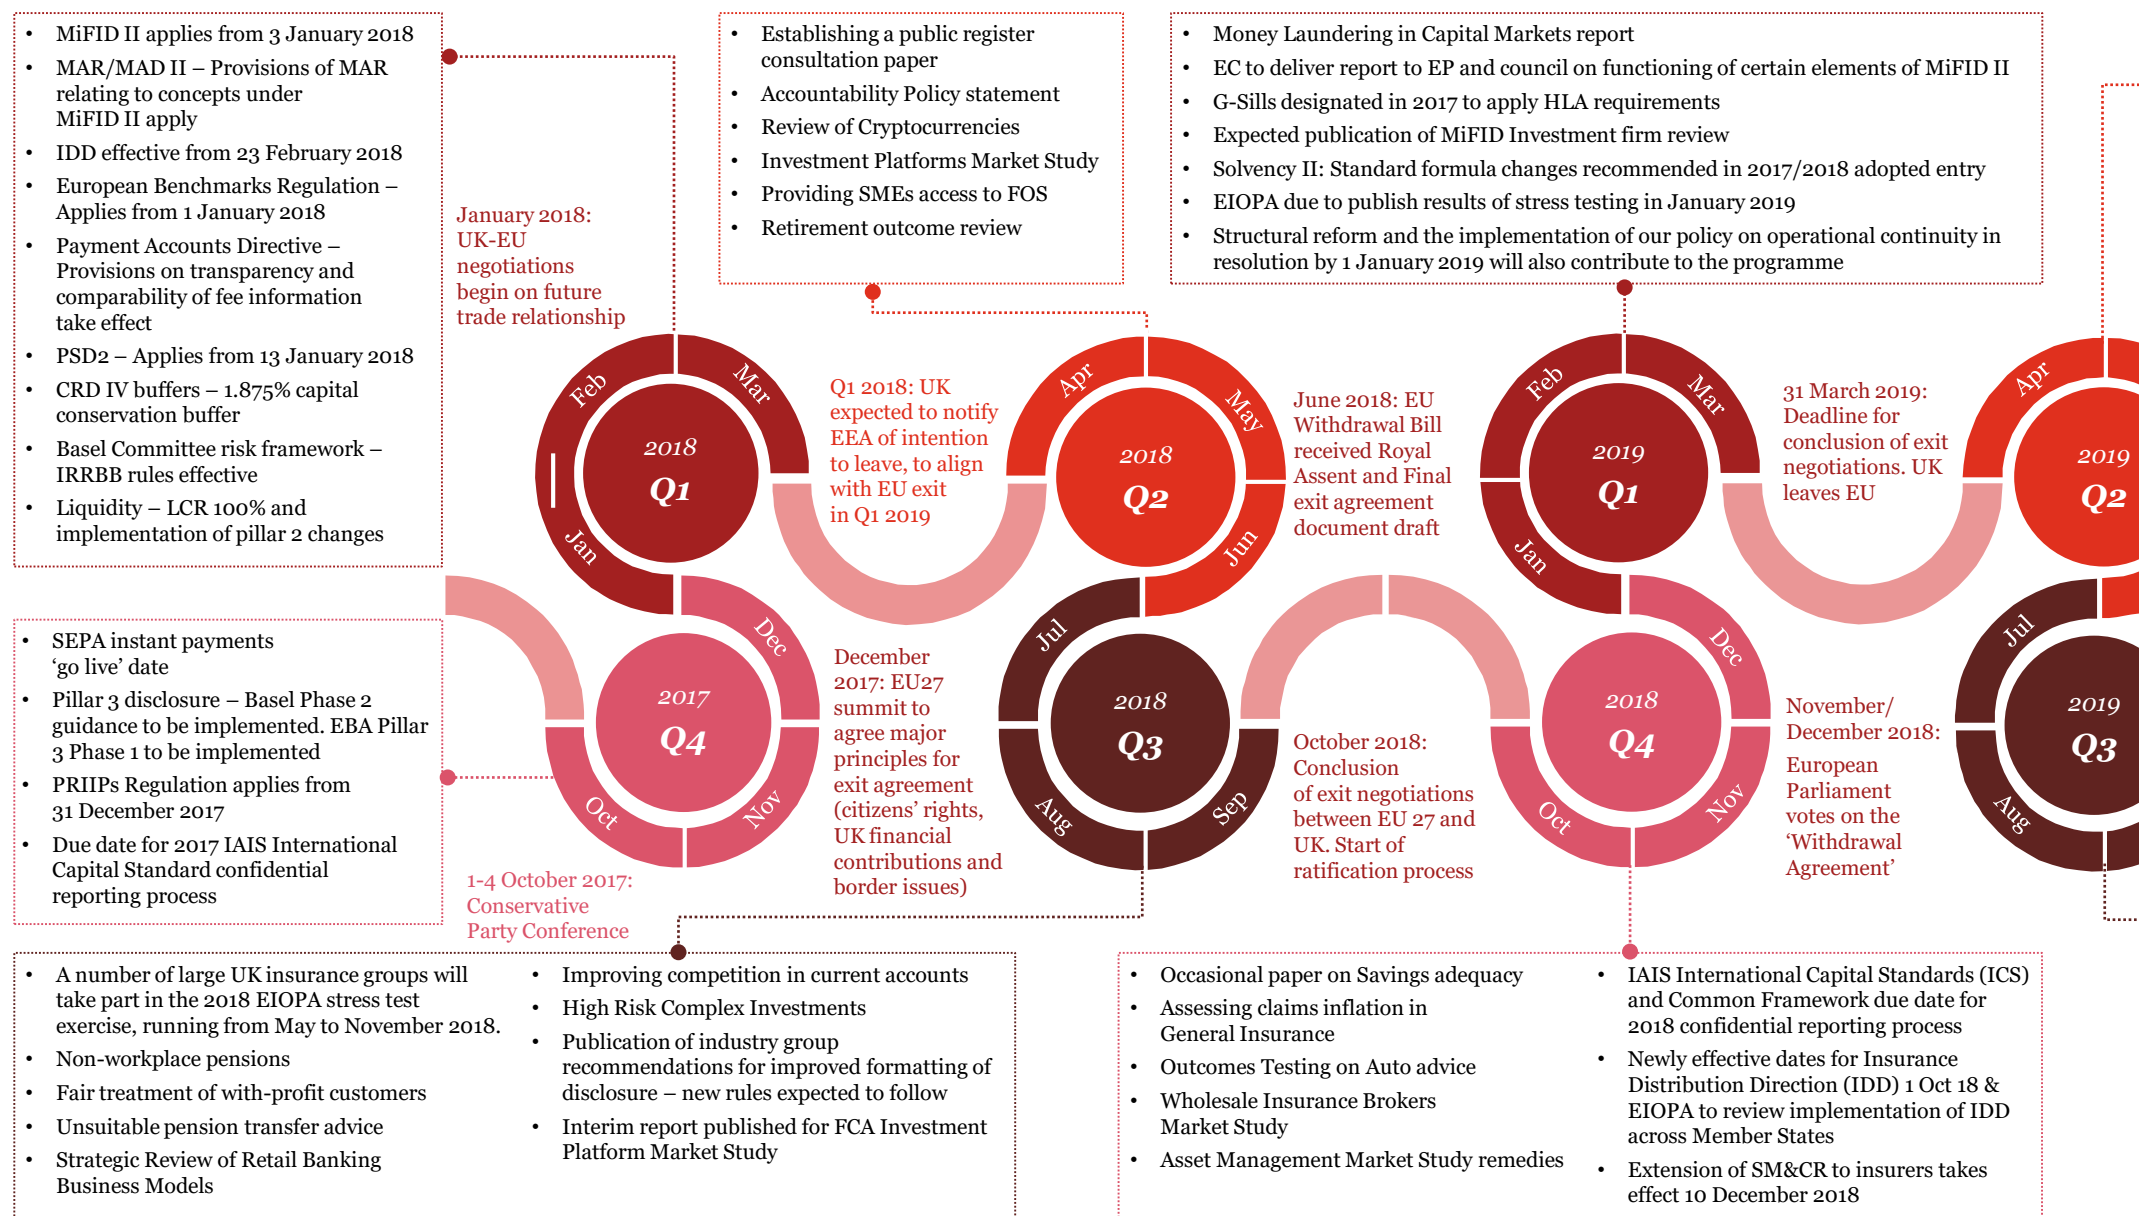 • MiFID II applies from 3 January 2018
• MAR/MAD II – Provisions of MAR
relating to concepts under
MiFID II apply
• IDD effective from 23 February 2018
• European Benchmarks Regulation –
Applies from 1 January 2018
• Payment Accounts Directive –
Provisions on transparency and
comparability of fee information
take effect
• PSD2 – Applies from 13 January 2018
• CRD IV buffers – 1.875% capital
conservation buffer
• Basel Committee risk framework –
IRRBB rules effective
• Liquidity – LCR 100% and
implementation of pillar 2 changes
• Establishing a public register
consultation paper
• Accountability Policy statement
• Review of Cryptocurrencies
• Investment Platforms Market Study
• Providing SMEs access to FOS
• Retirement outcome review
• Money Laundering in Capital Markets report
• EC to deliver report to EP and council on functioning of certain elements of MiFID II
• G-Sills designated in 2017 to apply HLA requirements
• Expected publication of MiFID Investment firm review
• Solvency II: Standard formula changes recommended in 2017/2018 adopted entry
• EIOPA due to publish results of stress testing in January 2019
• Structural reform and the implementation of our policy on operational continuity in
resolution by 1 January 2019 will also contribute to the programme
January 2018:
UK-EU
negotiations
begin on future
trade relationship
Jan
Feb
Mar
2018
Q1
Q1 2018: UK
expected to notify
EEA of intention
to leave, to align
with EU exit
in Q1 2019
Apr
May
Jun
2018
Q2
June 2018: EU
Withdrawal Bill
received Royal
Assent and Final
exit agreement
document draft
Jan
Feb
Mar
2019
Q1
31 March 2019:
Deadline for
conclusion of exit
negotiations. UK
leaves EU
Apr
2019
Q2
• SEPA instant payments
‘go live’ date
• Pillar 3 disclosure – Basel Phase 2
guidance to be implemented. EBA Pillar
3 Phase 1 to be implemented
• PRIIPs Regulation applies from
31 December 2017
• Due date for 2017 IAIS International
Capital Standard confidential
reporting process
1-4 October 2017:
Conservative
Party Conference
Oct
Nov
Dec
2017
Q4
December
2017: EU27
summit to
agree major
principles for
exit agreement
(citizens’ rights,
UK financial
contributions and
border issues)
Jul
Aug
Sep
2018
Q3
October 2018:
Conclusion
of exit negotiations
between EU 27 and
UK. Start of
ratification process
Oct
Nov
Dec
2018
Q4
November/
December 2018:
European
Parliament
votes on the
‘Withdrawal
Agreement’
Jul
Aug
2019
Q3
• A number of large UK insurance groups will
take part in the 2018 EIOPA stress test
exercise, running from May to November 2018.
• Non-workplace pensions
• Fair treatment of with-profit customers
• Unsuitable pension transfer advice
• Strategic Review of Retail Banking
Business Models
• Improving competition in current accounts
• High Risk Complex Investments
• Publication of industry group
recommendations for improved formatting of
disclosure – new rules expected to follow
• Interim report published for FCA Investment
Platform Market Study
• Occasional paper on Savings adequacy
• Assessing claims inflation in
General Insurance
• Outcomes Testing on Auto advice
• Wholesale Insurance Brokers
Market Study
• Asset Management Market Study remedies
• IAIS International Capital Standards (ICS)
and Common Framework due date for
2018 confidential reporting process
• Newly effective dates for Insurance
Distribution Direction (IDD) 1 Oct 18 &
EIOPA to review implementation of IDD
across Member States
• Extension of SM&CR to insurers takes
effect 10 December 2018